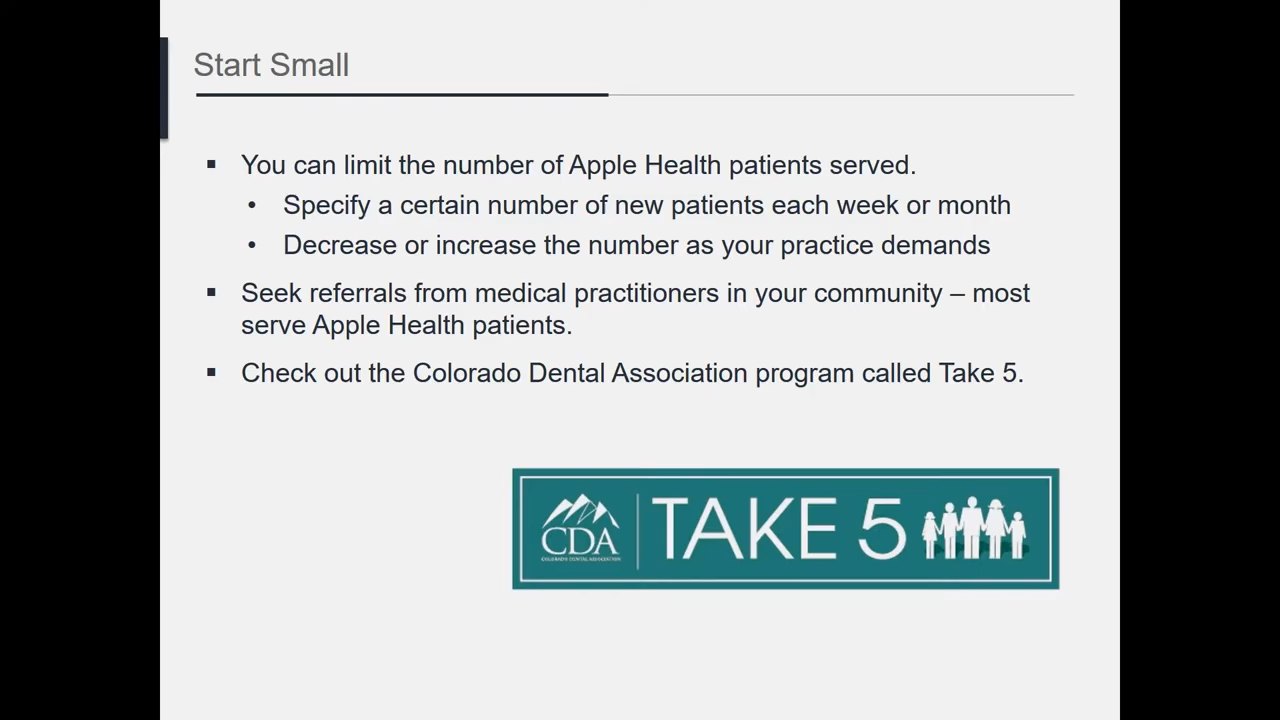 Start Small
▪ You can limit the number of Apple Health patients served.
• Specify a certain number of new patients each week or month
• Decrease or increase the number as your practice demands
▪ Seek referrals from medical practitioners in your community – most
serve Apple Health patients.
▪ Check out the Colorado Dental Association program called Take 5.
CDA
COLORADO DENTAL ASSOCIATION
TAKE 5